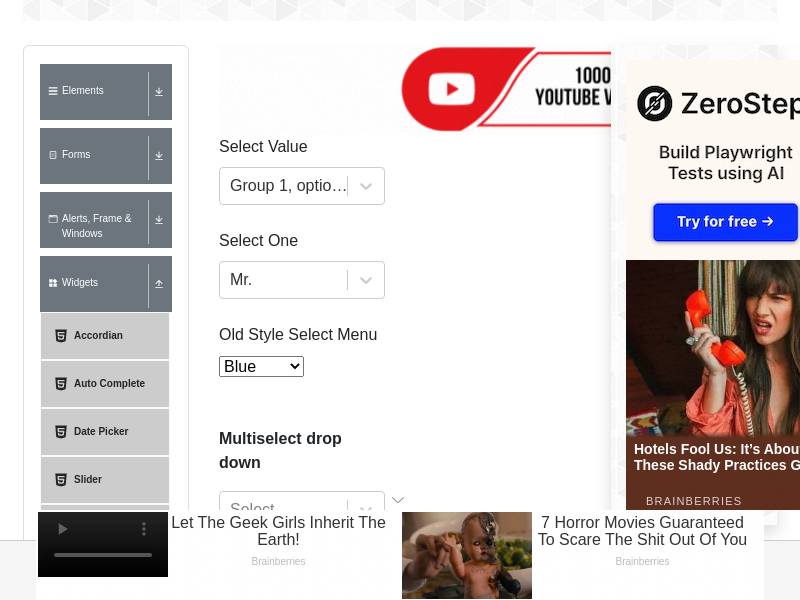 Elements
Forms
Alerts, Frame &
Windows
Widgets
Accordian
Auto Complete
Date Picker
Slider
1000
YOUTUBE V
Select Value
Group 1, optio...
Select One
Mr.
Old Style Select Menu
Blue
Multiselect drop
down
Select...
ZeroStep
Build Playwright
Tests using AI
Try for free →
Hotels Fool Us: It's Abou
These Shady Practices G
BRAINBERRIES
Let The Geek Girls Inherit The
Earth!
Brainberries
7 Horror Movies Guaranteed
To Scare The Shit Out Of You
Brainberries